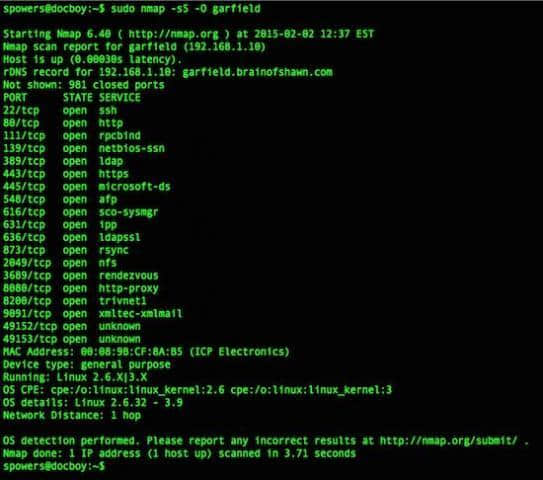 spowers@docboy:~$ sudo nmap -sS -O garfield
Starting Nmap 6.40 ( http://nmap.org ) at 2015-02-02 12:37 EST
Nmap scan report for garfield (192.168.1.10)
Host is up (0.00030s latency).
rDNS record for 192.168.1.10: garfield.brainofshawn.com
Not shown: 981 closed ports
PORT STATE SERVICE
22/tcp open ssh
80/tcp open http
111/tcp open rpcbind
139/tcp open netbios-ssn
389/tcp open ldap
443/tcp open https
445/tcp open microsoft-ds
548/tcp open afp
616/tcp open sco-sysmgr
631/tcp open ipp
636/tcp open ldapssl
873/tcp open rsync
2049/tcp open nfs
3689/tcp open rendezvous
8080/tcp open http-proxy
8200/tcp open trivnet1
9091/tcp open xmltec-xmlmail
49152/tcp open unknown
49153/tcp open unknown
MAC Address: 00:08:9B:CF:8A:B5 (ICP Electronics)
Device type: general purpose
Running: Linux 2.6.X|3.X
OS CPE: cpe:/o:linux:linux_kernel:2.6 cpe:/o:linux:linux_kernel:3
OS details: Linux 2.6.32 - 3.9
Network Distance: 1 hop
OS detection performed. Please report any incorrect results at http://nmap.org/submit/ .
Nmap done: 1 IP address (1 host up) scanned in 3.71 seconds
spowers@docboy:~$